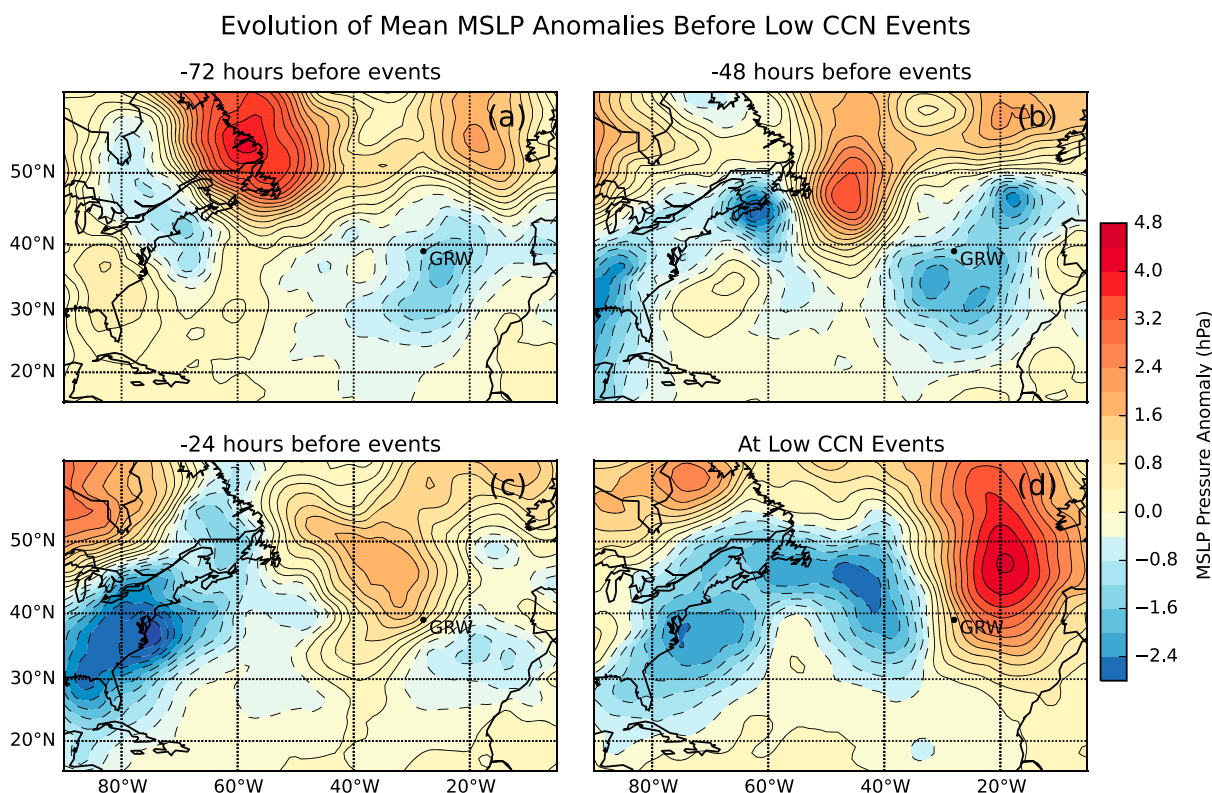 Evolution of Mean MSLP Anomalies Before Low CCN Events
-72 hours before events
-48 hours before events
(a)
(b)
50°N
40°N
30°N
20°N
GRW
GRW
-24 hours before events
At Low CCN Events
(c)
(d)
50°N
40°N
30°N
20°N
GRW
GRW
80°W 60°W 40°W 20°W
80°W 60°W 40°W 20°W
4.8
4.0
3.2
2.4
1.6
0.8
0.0
−0.8
−1.6
−2.4
MSLP Pressure Anomaly (hPa)